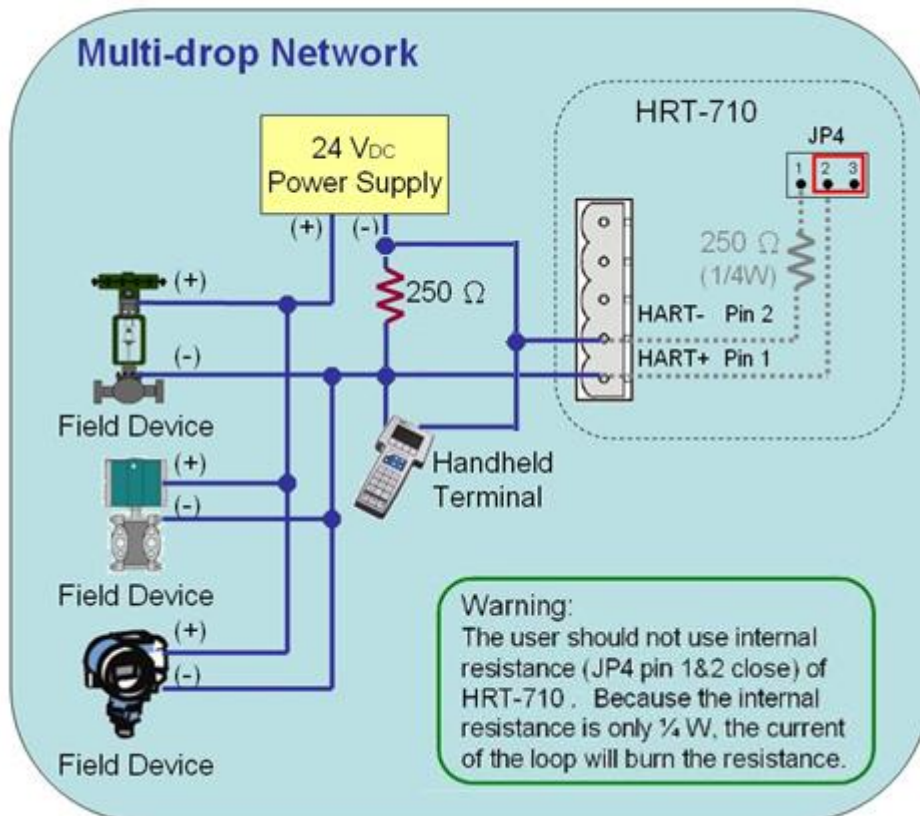 Multi-drop Network
24 VDC
Power Supply
(+)
(-)
250 Ω
HRT-710
JP4
1 2 3
250 Ω
(1/4W)
HART- Pin 2
HART+ Pin 1
(+)
(-)
Field Device
(+)
(-)
Field Device
(+)
(-)
Field Device
Handheld
Terminal
Warning:
The user should not use internal
resistance (JP4 pin 1&2 close) of
HRT-710 . Because the internal
resistance is only ¼ W, the current
of the loop will burn the resistance.